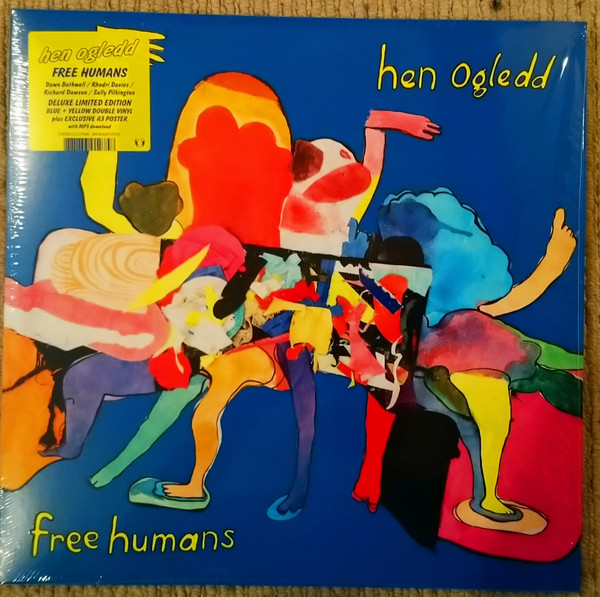 hen ogledd
FREE HUMANS
Dawn Bothwell / Rhodri Davies /
Richard Dawson / Sally Pilkington
DELUXE LIMITED EDITION
BLUE + YELLOW DOUBLE VINYL
plus EXCLUSIVE A3 POSTER
with MP3 download
hen ogledd
free humans